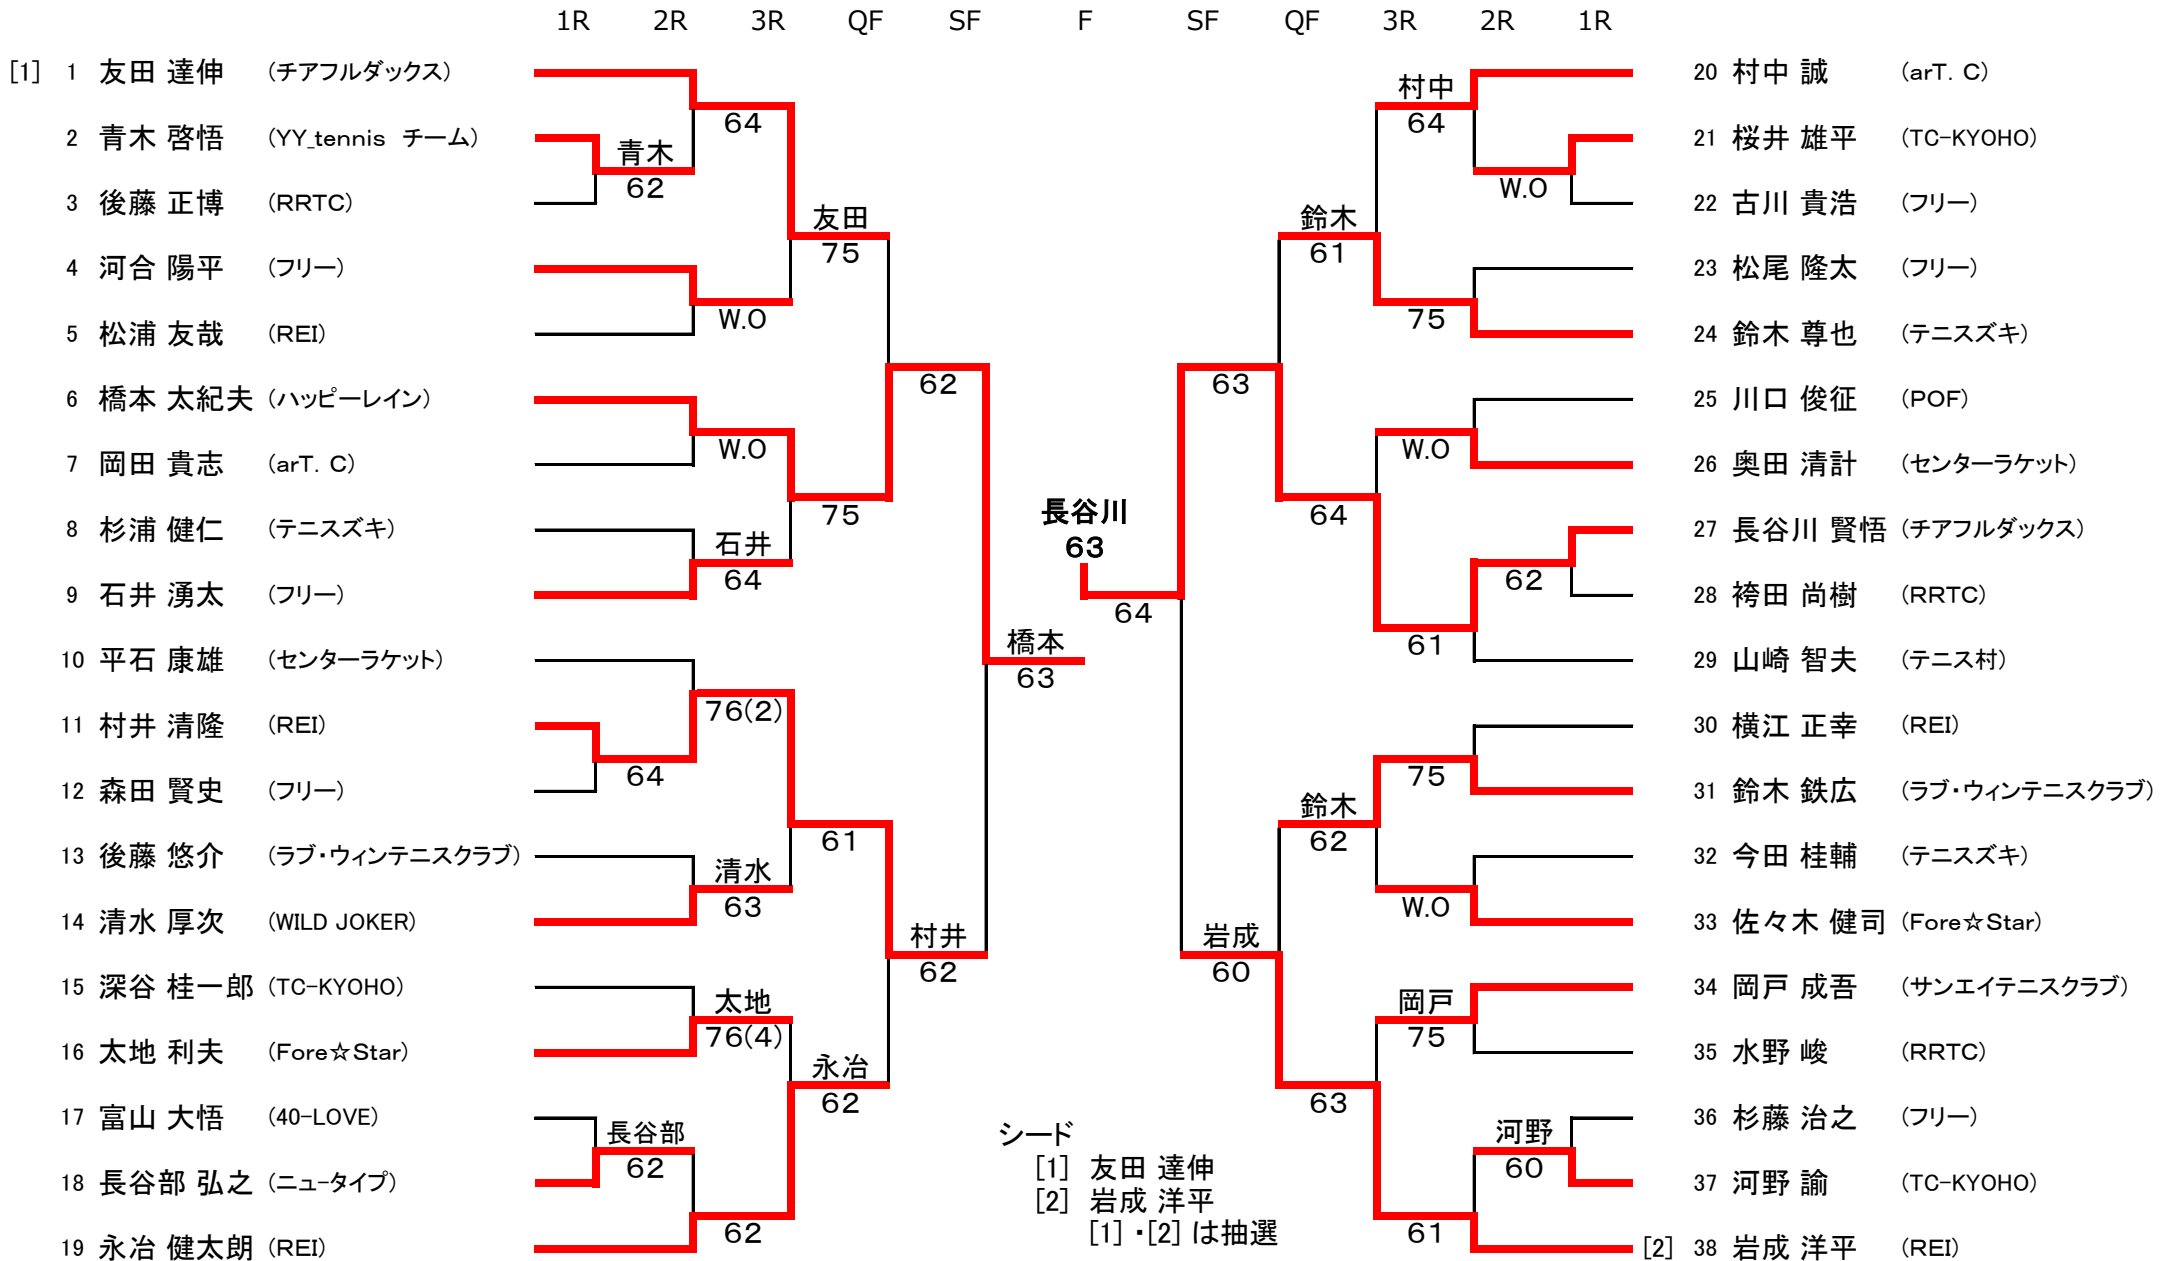 1R 2R 3R QF SF F SF QF 3R 2R 1R
[1] 1 友田 達伸 (チアフルダックス)
2 青木 啓悟 (YY_tennis チーム)
3 後藤 正博 (RRTC)
4 河合 陽平 (フリー)
5 松浦 友哉 (REI)
6 橋本 太紀夫 (ハッピーレイン)
7 岡田 貴志 (arT. C)
8 杉浦 健仁 (テニスズキ)
9 石井 湧太 (フリー)
10 平石 康雄 (センターラケット)
11 村井 清隆 (REI)
12 森田 賢史 (フリー)
13 後藤 悠介 (ラブ・ウィンテニスクラブ)
14 清水 厚次 (WILD JOKER)
15 深谷 桂一郎 (TC-KYOHO)
16 太地 利夫 (Fore☆Star)
17 富山 大悟 (40-LOVE)
18 長谷部 弘之 (ニュータイプ)
19 永冶 健太朗 (REI)
青木
62
64
長谷部
62
64
W.O
W.O
石井
64
76(2)
清水
63
太地
76(4)
62
友田
75
75
61
永冶
62
62
村井
62
橋本
63
長谷川
63
64
63
岩成
60
鈴木
61
64
鈴木
62
63
村中
64
75
W.O
61
75
W.O
岡戸
75
61
W.O
62
河野
60
20 村中 誠 (arT. C)
21 桜井 雄平 (TC-KYOHO)
22 古川 貴浩 (フリー)
23 松尾 隆太 (フリー)
24 鈴木 尊也 (テニスズキ)
25 川口 俊征 (POF)
26 奥田 清計 (センターラケット)
27 長谷川 賢悟 (チアフルダックス)
28 袴田 尚樹 (RRTC)
29 山崎 智夫 (テニス村)
30 横江 正幸 (REI)
31 鈴木 鉄広 (ラブ・ウィンテニスクラブ)
32 今田 桂輔 (テニスズキ)
33 佐々木 健司 (Fore☆Star)
34 岡戸 成吾 (サンエイテニスクラブ)
35 水野 峻 (RRTC)
36 杉藤 治之 (フリー)
37 河野 諭 (TC-KYOHO)
[2] 38 岩成 洋平 (REI)
シード
[1] 友田 達伸
[2] 岩成 洋平
[1]・[2] は抽選